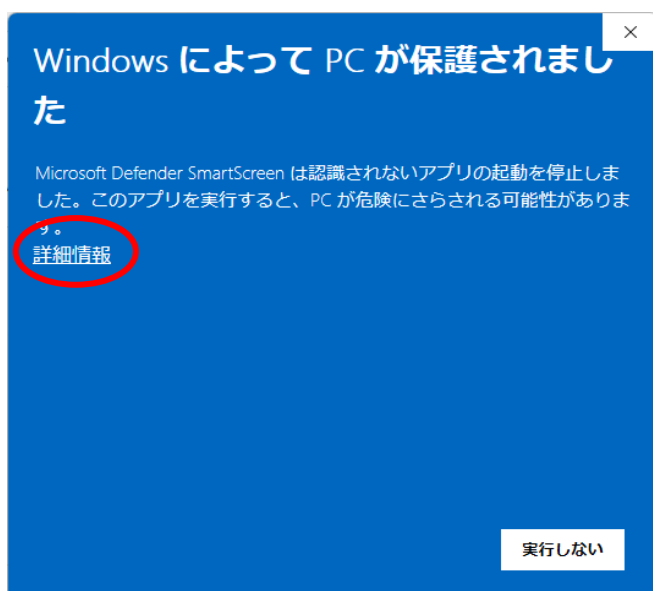 Windows によって PC が保護されまし
た
Microsoft Defender SmartScreen は認識されないアプリの起動を停止しま
した。このアプリを実行すると、PC が危険にさらされる可能性がありま
す。
詳細情報
実行しない